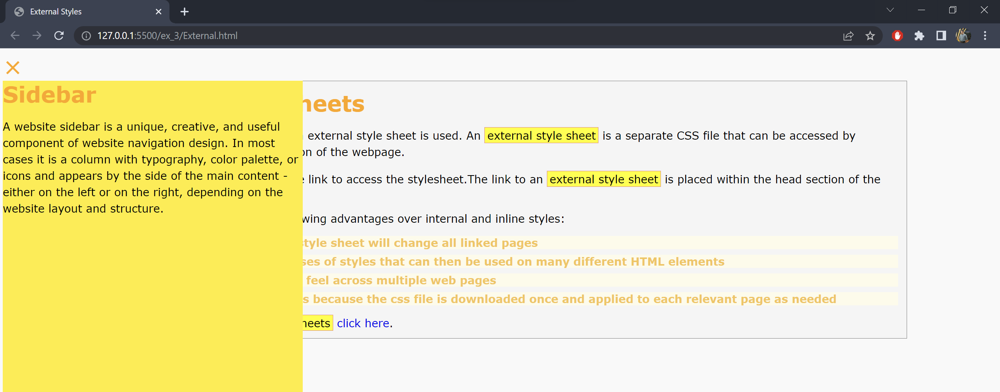 External Styles
127.0.0.1:5500/ex_3/External.html
Sidebar
A website sidebar is a unique, creative, and useful
component of website navigation design. In most
cases it is a column with typography, color palette, or
icons and appears by the side of the main content -
either on the left or on the right, depending on the
website layout and structure.
heets
external style sheet is used. An external style sheet is a separate CSS file that can be accessed by
on of the webpage.
link to access the stylesheet.The link to an external style sheet is placed within the head section of the
wing advantages over internal and inline styles:
style sheet will change all linked pages
ses of styles that can then be used on many different HTML elements
feel across multiple web pages
s because the css file is downloaded once and applied to each relevant page as needed
heets click here.